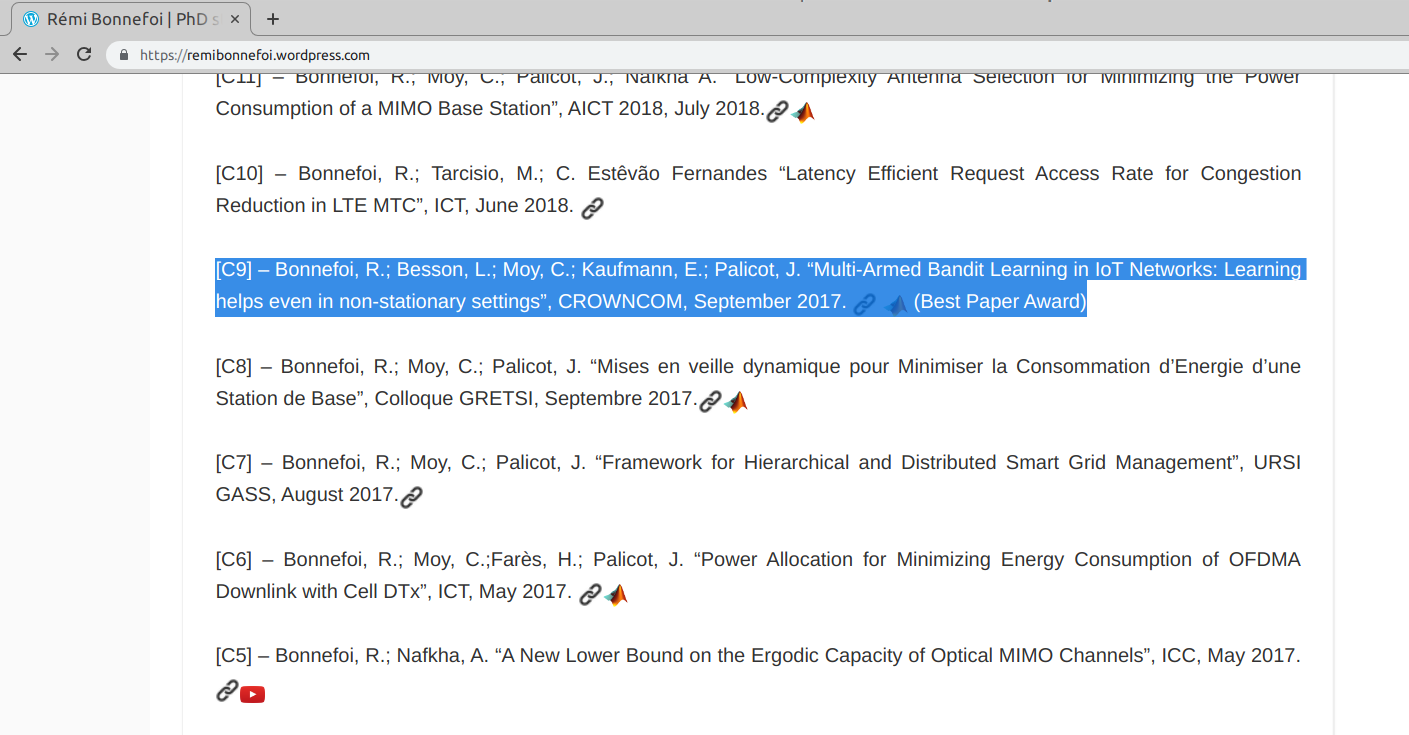 Rémi Bonnefoi | PhD s
https://remibonnefoi.wordpress.com
[C11] – Bonnefoi, R.; Moy, C.; Palicot, J.; Nafkha A. “Low-Complexity Antenna Selection for Minimizing the Power
Consumption of a MIMO Base Station”, AICT 2018, July 2018.
[C10] – Bonnefoi, R.; Tarcisio, M.; C. Estêvão Fernandes “Latency Efficient Request Access Rate for Congestion
Reduction in LTE MTC”, ICT, June 2018.
[C9] – Bonnefoi, R.; Besson, L.; Moy, C.; Kaufmann, E.; Palicot, J. “Multi-Armed Bandit Learning in IoT Networks: Learning
helps even in non-stationary settings”, CROWNCOM, September 2017. (Best Paper Award)
[C8] – Bonnefoi, R.; Moy, C.; Palicot, J. “Mises en veille dynamique pour Minimiser la Consommation d’Energie d’une
Station de Base”, Colloque GRETSI, Septembre 2017.
[C7] – Bonnefoi, R.; Moy, C.; Palicot, J. “Framework for Hierarchical and Distributed Smart Grid Management”, URSI
GASS, August 2017.
[C6] – Bonnefoi, R.; Moy, C.;Farès, H.; Palicot, J. “Power Allocation for Minimizing Energy Consumption of OFDMA
Downlink with Cell DTx”, ICT, May 2017.
[C5] – Bonnefoi, R.; Nafkha, A. “A New Lower Bound on the Ergodic Capacity of Optical MIMO Channels”, ICC, May 2017.